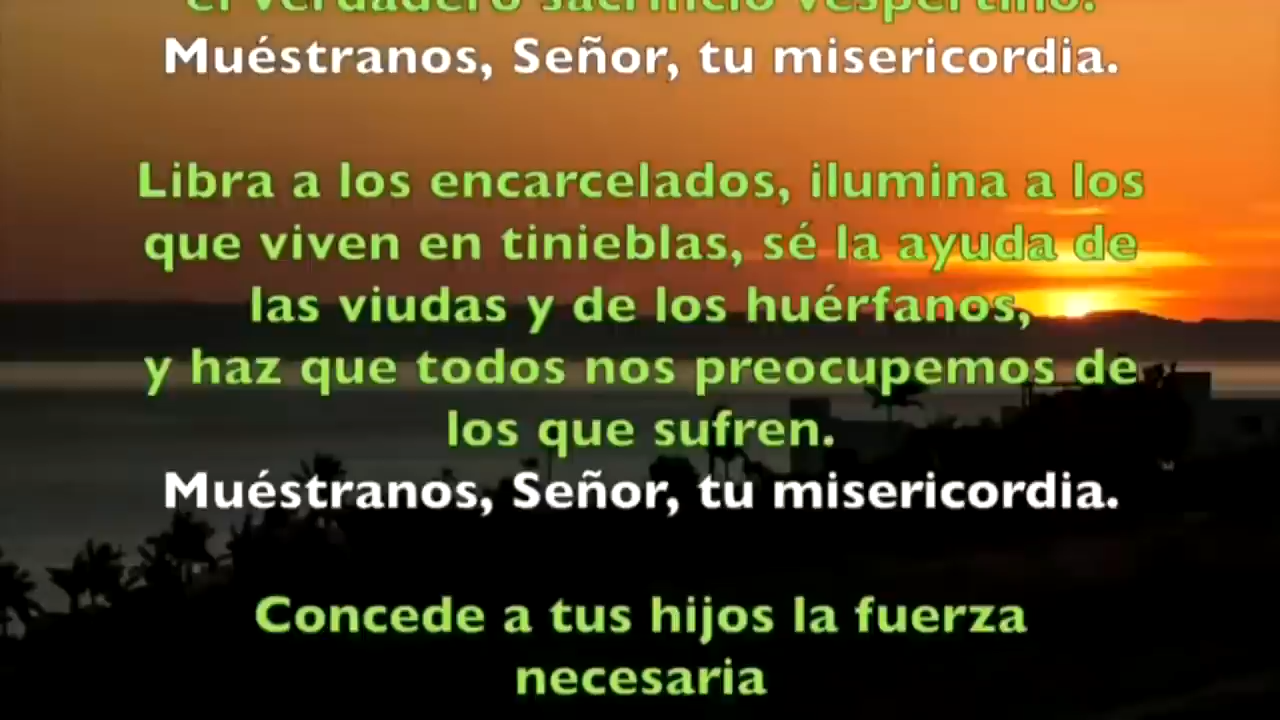 el verdadero sacrificio vespertino.
Muéstranos, Señor, tu misericordia.
Libra a los encarcelados, ilumina a los
que viven en tinieblas, sé la ayuda de
las viudas y de los huérfanos,
y haz que todos nos preocupemos de
los que sufren.
Muéstranos, Señor, tu misericordia.
Concede a tus hijos la fuerza
necesaria